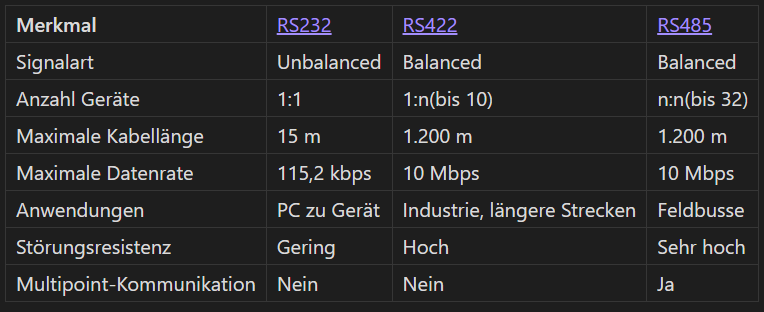 Merkmal RS232 RS422 RS485
Signalart Unbalanced Balanced Balanced
Anzahl Geräte 1:1 1:n(bis 10) n:n(bis 32)
Maximale Kabellänge 15 m 1.200 m 1.200 m
Maximale Datenrate 115,2 kbps 10 Mbps 10 Mbps
Anwendungen PC zu Gerät Industrie, längere Strecken Feldbusse
Störungsresistenz Gering Hoch Sehr hoch
Multipoint-Kommunikation Nein Nein Ja